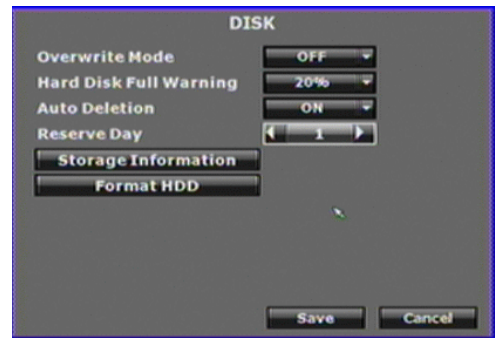 DISK
Overwrite Mode OFF
Hard Disk Full Warning 20%
Auto Deletion ON
Reserve Day 1
Storage Information
Format HDD
Save Cancel